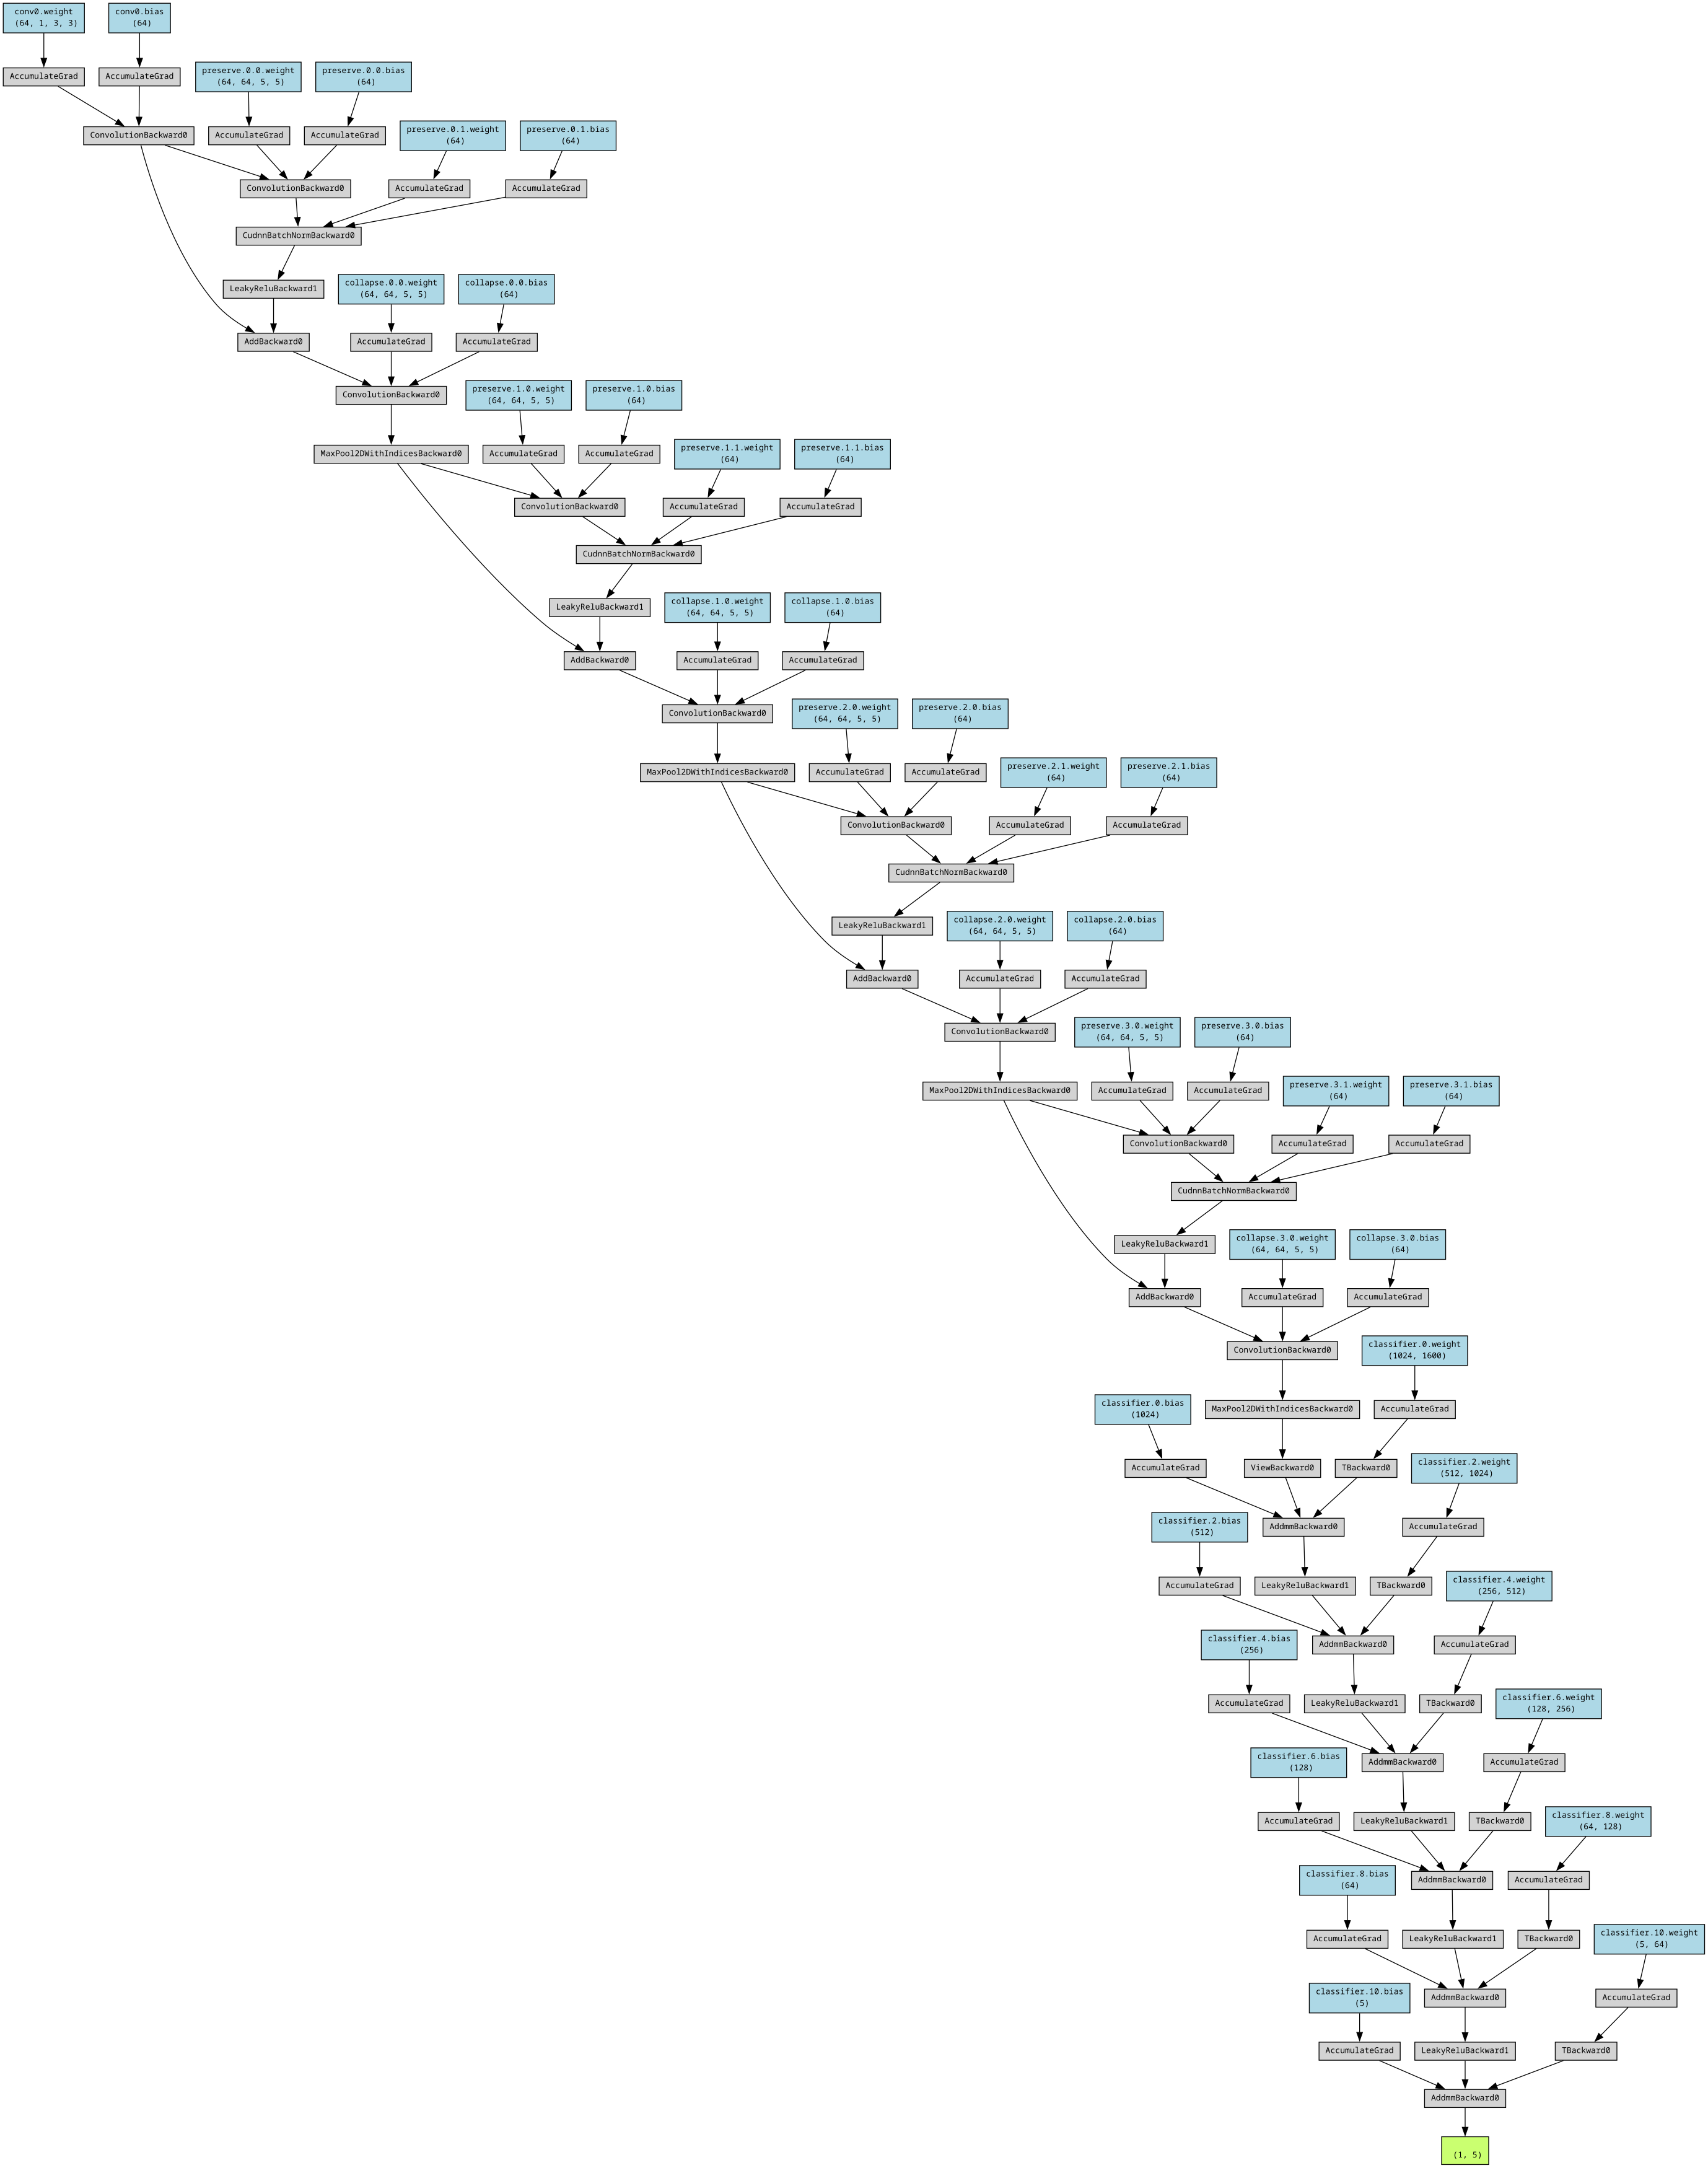 conv0.weight
(64, 1, 3, 3)
conv0.bias
(64)
AccumulateGrad
AccumulateGrad
preserve.0.0.weight
(64, 64, 5, 5)
preserve.0.0.bias
(64)
ConvolutionBackward0
AccumulateGrad
AccumulateGrad
preserve.0.1.weight
(64)
preserve.0.1.bias
(64)
ConvolutionBackward0
AccumulateGrad
AccumulateGrad
CudnnBatchNormBackward0
LeakyReluBackward1
collapse.0.0.weight
(64, 64, 5, 5)
collapse.0.0.bias
(64)
AddBackward0
AccumulateGrad
AccumulateGrad
ConvolutionBackward0
preserve.1.0.weight
(64, 64, 5, 5)
preserve.1.0.bias
(64)
MaxPool2DWithIndicesBackward0
AccumulateGrad
AccumulateGrad
preserve.1.1.weight
(64)
preserve.1.1.bias
(64)
ConvolutionBackward0
AccumulateGrad
AccumulateGrad
CudnnBatchNormBackward0
LeakyReluBackward1
collapse.1.0.weight
(64, 64, 5, 5)
collapse.1.0.bias
(64)
AddBackward0
AccumulateGrad
AccumulateGrad
ConvolutionBackward0
preserve.2.0.weight
(64, 64, 5, 5)
preserve.2.0.bias
(64)
MaxPool2DWithIndicesBackward0
AccumulateGrad
AccumulateGrad
preserve.2.1.weight
(64)
preserve.2.1.bias
(64)
ConvolutionBackward0
AccumulateGrad
AccumulateGrad
CudnnBatchNormBackward0
LeakyReluBackward1
collapse.2.0.weight
(64, 64, 5, 5)
collapse.2.0.bias
(64)
AddBackward0
AccumulateGrad
AccumulateGrad
ConvolutionBackward0
preserve.3.0.weight
(64, 64, 5, 5)
preserve.3.0.bias
(64)
MaxPool2DWithIndicesBackward0
AccumulateGrad
AccumulateGrad
preserve.3.1.weight
(64)
preserve.3.1.bias
(64)
ConvolutionBackward0
AccumulateGrad
AccumulateGrad
CudnnBatchNormBackward0
LeakyReluBackward1
collapse.3.0.weight
(64, 64, 5, 5)
collapse.3.0.bias
(64)
AddBackward0
AccumulateGrad
AccumulateGrad
ConvolutionBackward0
classifier.0.weight
(1024, 1600)
classifier.0.bias
(1024)
MaxPool2DWithIndicesBackward0
AccumulateGrad
AccumulateGrad
ViewBackward0
TBackward0
classifier.2.weight
(512, 1024)
classifier.2.bias
(512)
AddmmBackward0
AccumulateGrad
AccumulateGrad
LeakyReluBackward1
TBackward0
classifier.4.weight
(256, 512)
classifier.4.bias
(256)
AddmmBackward0
AccumulateGrad
AccumulateGrad
LeakyReluBackward1
TBackward0
classifier.6.weight
(128, 256)
classifier.6.bias
(128)
AddmmBackward0
AccumulateGrad
AccumulateGrad
LeakyReluBackward1
TBackward0
classifier.8.weight
(64, 128)
classifier.8.bias
(64)
AddmmBackward0
AccumulateGrad
AccumulateGrad
LeakyReluBackward1
TBackward0
classifier.10.weight
(5, 64)
classifier.10.bias
(5)
AddmmBackward0
AccumulateGrad
AccumulateGrad
LeakyReluBackward1
TBackward0
AddmmBackward0
(1, 5)